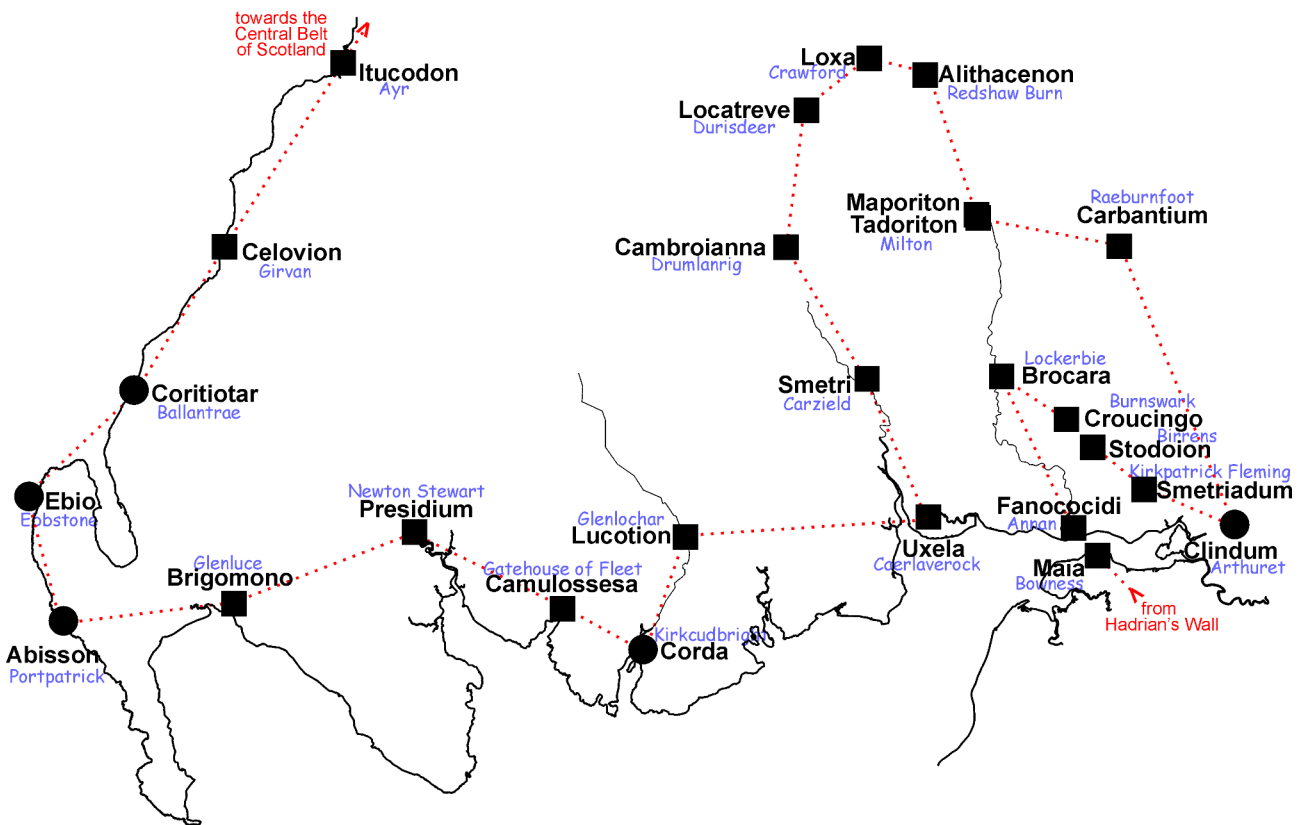 towards the
Central Belt
of Scotland
Itucodon
Ayr
Loxa
Crawford
Alithacenon
Redshaw Burn
Locatreve
Durisdeer
Maporiton
Tadoriton
Milton
Raeburnfoot
Carbantium
Celovion
Girvan
Cambroianna
Drumlanrig
Coritiotar
Ballantrae
Smetri
Carzield
Lockerbie
Brocara
Burnswark
Croucingo
Birrens
Stodoion
Kirkpatrick Fleming
Smetriadum
Ebio
Ebbstone
Newton Stewart
Presidium
Glenlochar
Lucotion
Fanococidi
Annan
Uxela
Caerlaverock
Clindum
Arthuret
Maia
Bowness
Glenluce
Brigomono
Gatehouse of Fleet
Camulossesa
from
Hadrian's Wall
Kirkcudbright
Corda
Abisson
Portpatrick